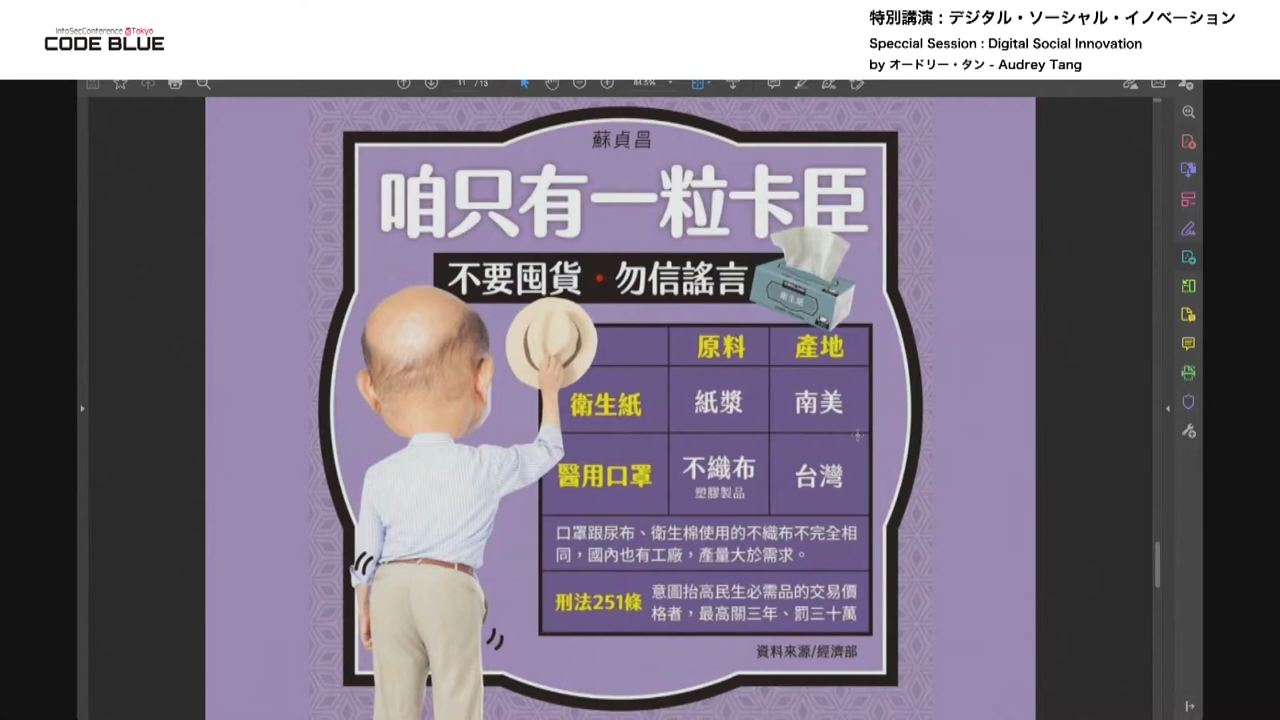 InfoSecConference @Tokyo
CODE BLUE
特別講演：デジタル・ソーシャル・イノベーション
Speccial Session : Digital Social Innovation
by オードリー・タン - Audrey Tang
蘇貞昌
咱只有一粒卡臣
不要囤貨・勿信謠言
衛生紙
原料 產地
衛生紙 紙漿 南美
醫用口罩 不織布 台灣
塑膠製品
口罩跟尿布、衛生棉使用的不織布不完全相
同，國內也有工廠，產量大於需求。
刑法251條 意圖抬高民生必需品的交易價
格者，最高關三年、罰三十萬
資料來源/經濟部